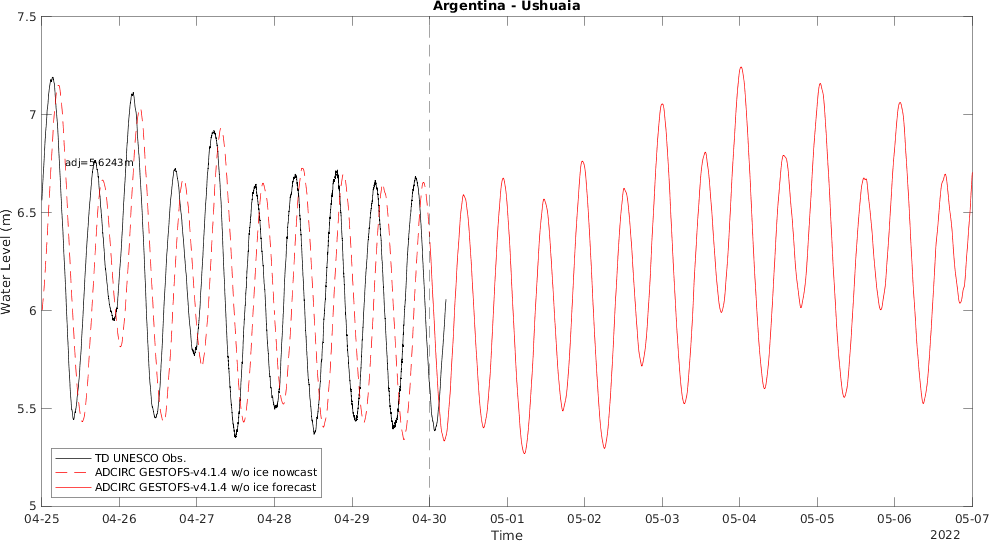 Argentina - Ushuaia
7.5
7
6.5
6
5.5
5
Water Level (m)
adj=5.6243m
TD UNESCO Obs.
ADCIRC GESTOFS-v4.1.4 w/o ice nowcast
ADCIRC GESTOFS-v4.1.4 w/o ice forecast
04-25 04-26 04-27 04-28 04-29 04-30 05-01 05-02 05-03 05-04 05-05 05-06 05-07
Time
2022